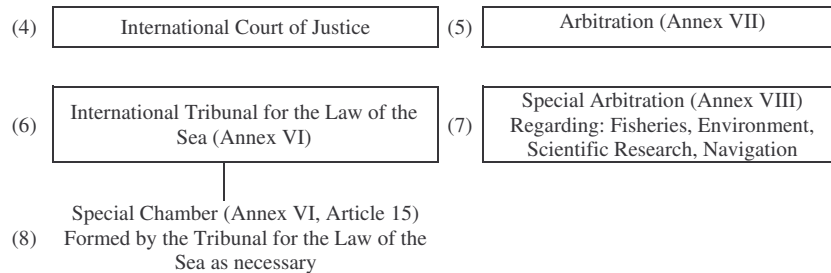 (4) International Court of Justice
(5) Arbitration (Annex VII)
(6) International Tribunal for the Law of the
Sea (Annex VI)
(7) Special Arbitration (Annex VIII)
Regarding: Fisheries, Environment,
Scientific Research, Navigation
Special Chamber (Annex VI, Article 15)
(8) Formed by the Tribunal for the Law of the
Sea as necessary